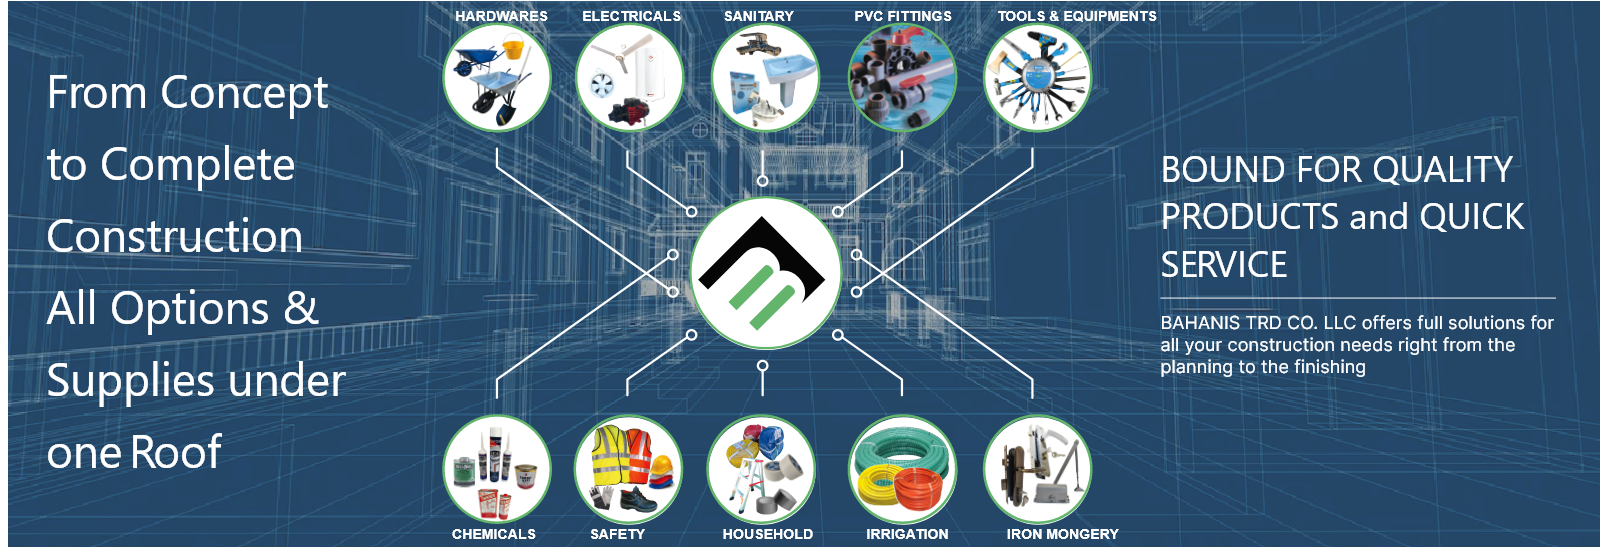 HARDWARES
ELECTRICALS
SANITARY
PVC FITTINGS
TOOLS & EQUIPMENTS
From Concept
to Complete
Construction
All Options &
Supplies under
one Roof
BOUND FOR QUALITY
PRODUCTS and QUICK
SERVICE
BAHANIS TRD CO. LLC offers full solutions for
all your construction needs right from the
planning to the finishing
CHEMICALS
SAFETY
HOUSEHOLD
IRRIGATION
IRON MONGERY